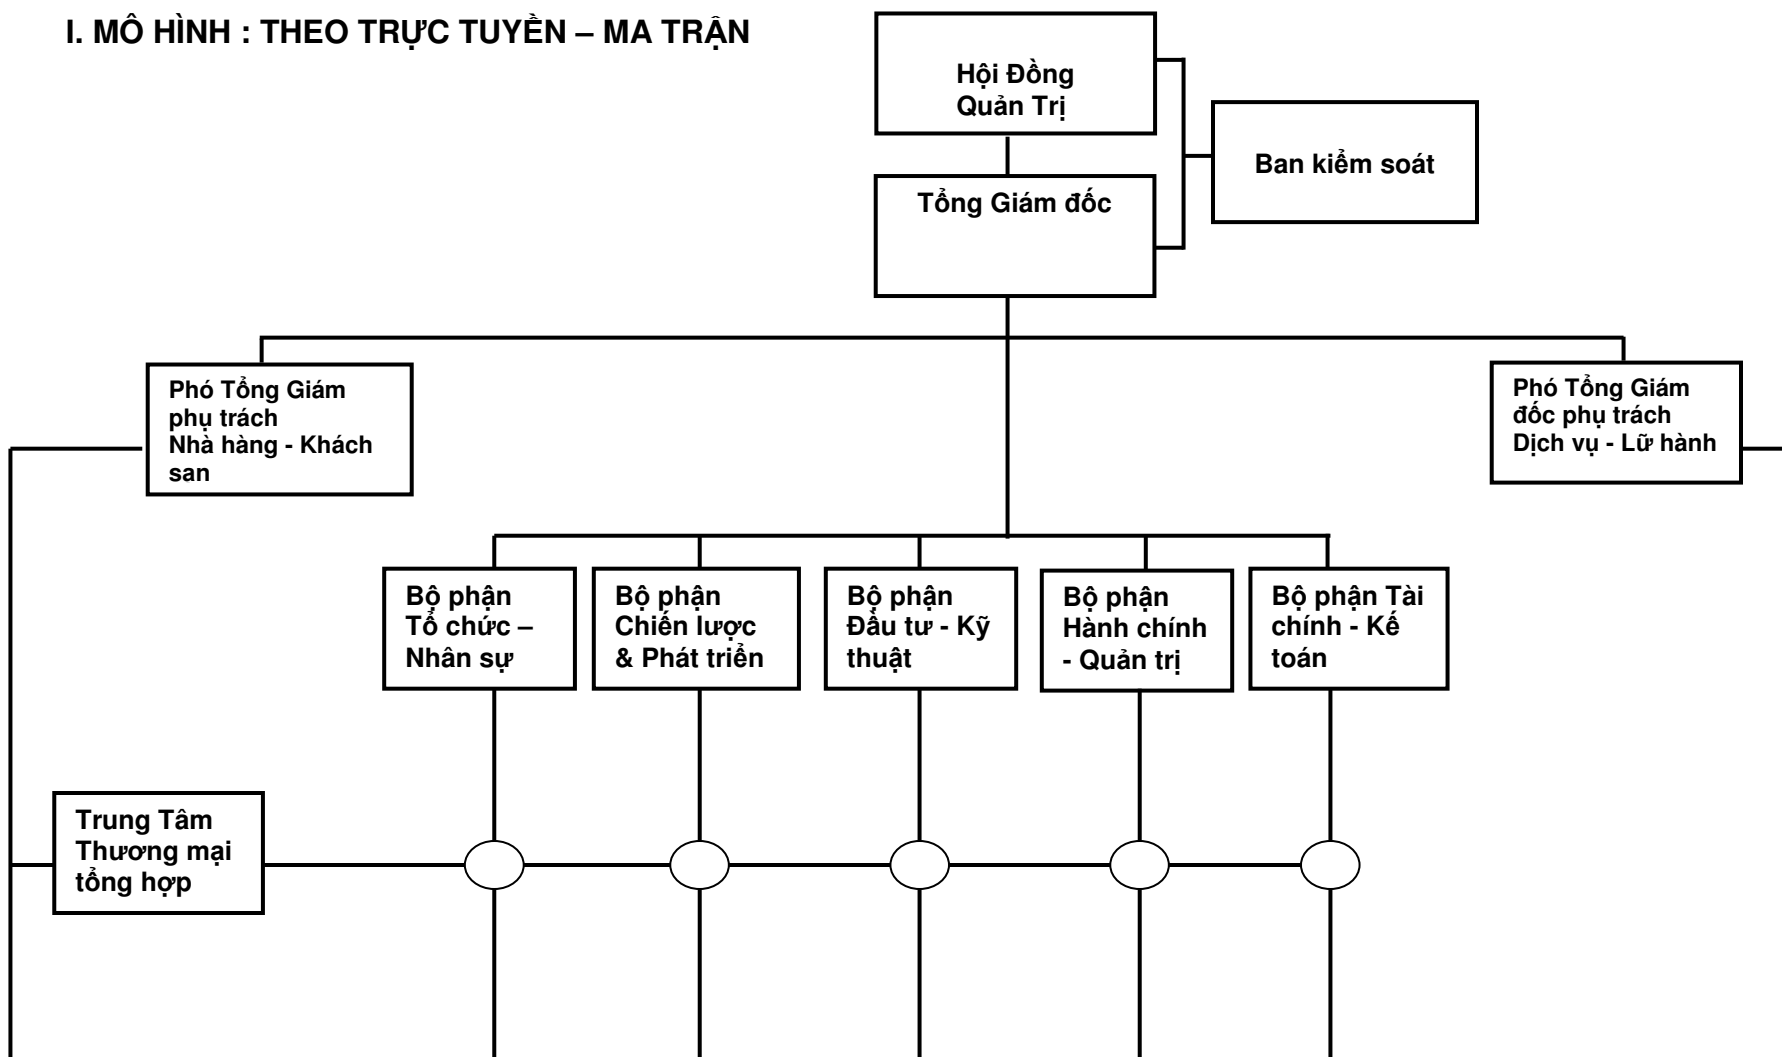 I. MÔ HÌNH : THEO TRỰC TUYẾN – MA TRẬN
Hội Đồng
Quản Trị
Ban kiểm soát
Tổng Giám đốc
Phó Tổng Giám
phụ trách
Nhà hàng - Khách
san
Phó Tổng Giám
đốc phụ trách
Dịch vụ - Lữ hành
Bộ phận
Tổ chức –
Nhân sự
Bộ phận
Chiến lược
& Phát triển
Bộ phận
Đầu tư - Kỹ
thuật
Bộ phận
Hành chính
- Quản trị
Bộ phận Tài
chính - Kế
toán
Trung Tâm
Thương mại
tổng hợp